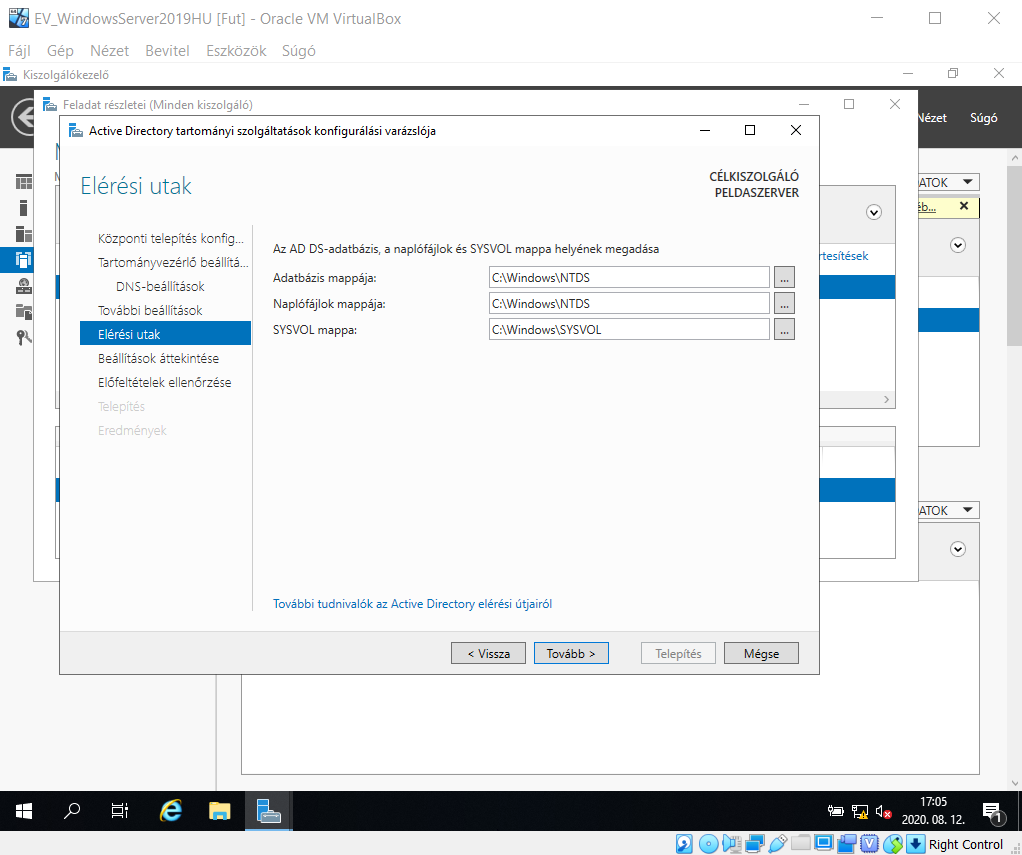 EV_WindowsServer2019HU [Fut] - Oracle VM VirtualBox
Fájl Gép Nézet Bevitel Eszközök Súgó
Kiszolgálókezelő
Feladat részletei (Minden kiszolgáló)
Nézet Súgó
Active Directory tartományi szolgáltatások konfigurálási varázslója
Elérési utak
CÉLKISZOLGÁLÓ
PELDASZERVER
Központi telepítés konfig...
Tartományvezérlő beállítá...
DNS-beállítások
További beállítások
Elérési utak
Beállítások áttekintése
Előfeltételek ellenőrzése
Telepítés
Eredmények
Az AD DS-adatbázis, a naplófájlok és SYSVOL mappa helyének megadása
Adatbázis mappája: C:\Windows\NTDS ...
Naplófájlok mappája: C:\Windows\NTDS ...
SYSVOL mappa: C:\Windows\SYSVOL ...
További tudnivalók az Active Directory elérési útjairól
< Vissza Tovább > Telepítés Mégse
17:05
2020. 08. 12.
1
Right Control